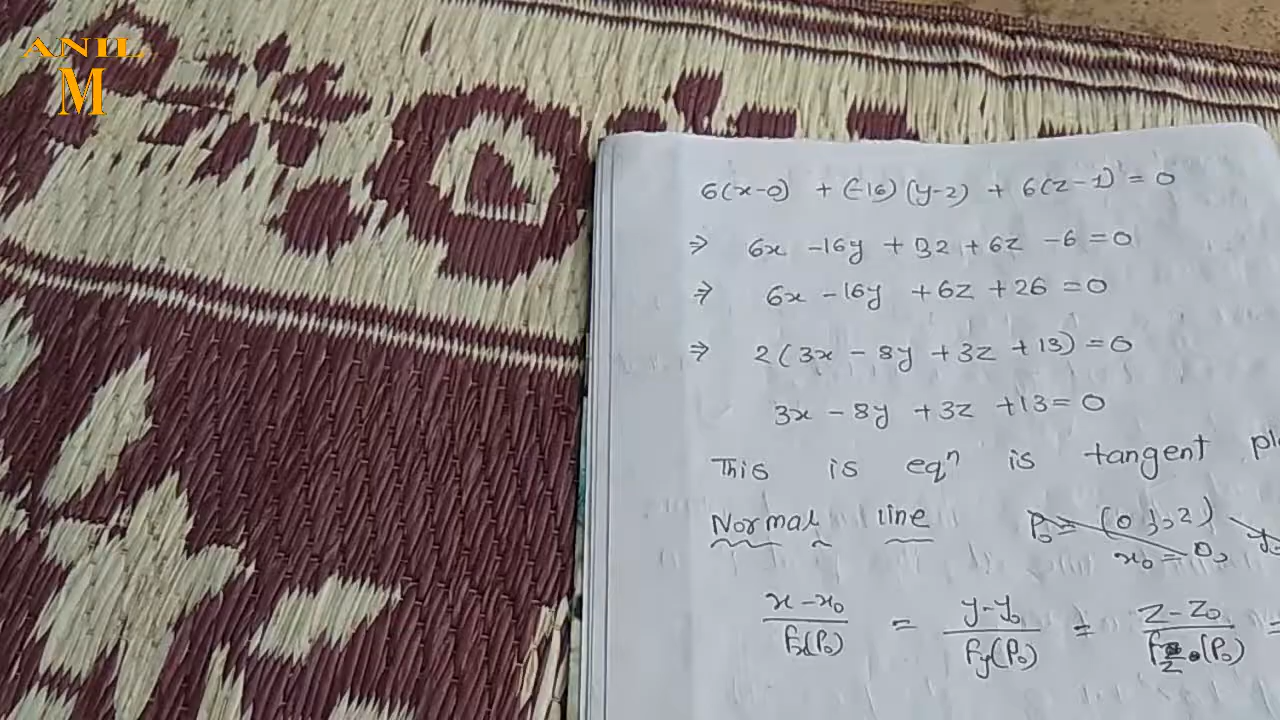 ANIL
M
6(x-0) + (-16)(y-2) + 6(z-1) = 0
⇒ 6x -16y + 32 + 6z -6 = 0
⇒ 6x -16y + 6z + 26 = 0
⇒ 2(3x - 8y + 3z + 13) = 0
3x - 8y + 3z + 13 = 0
This is eqⁿ is tangent
Normal line
x₀ = 0,
x-x₀/fx(P₀) = y-y₀/fy(P₀) = z-z₀/fz(P₀) =